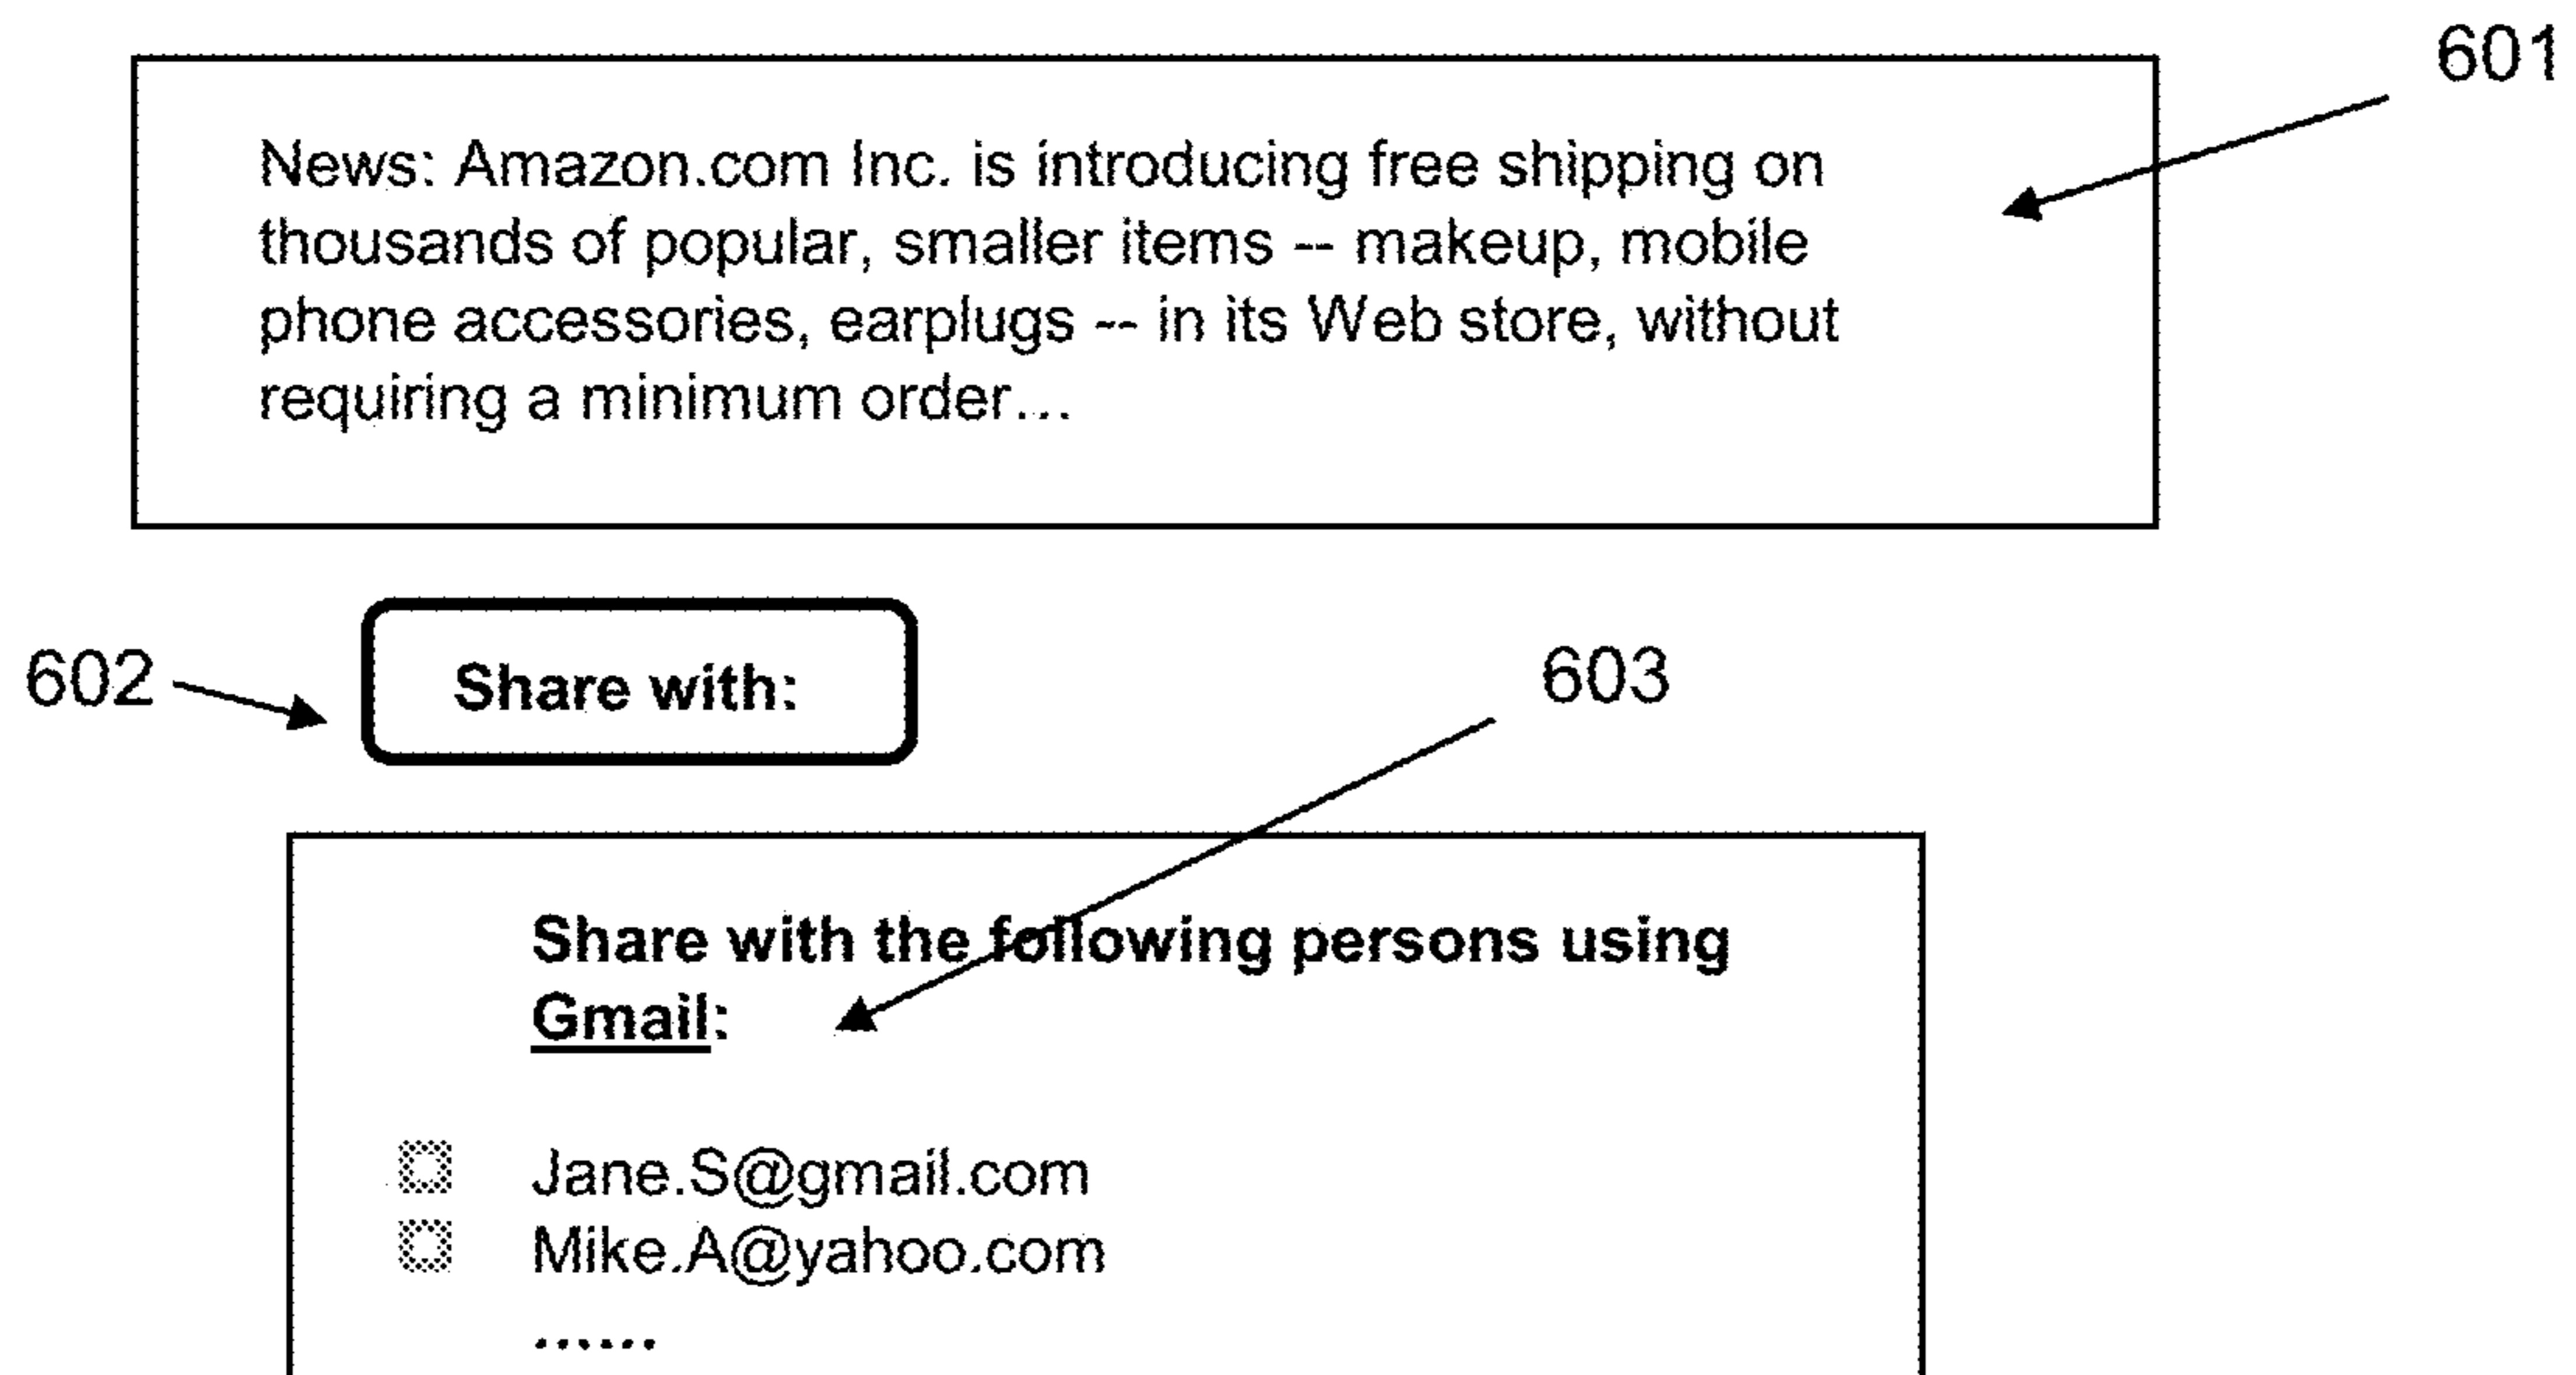 601
News: Amazon.com Inc. is introducing free shipping on
thousands of popular, smaller items -- makeup, mobile
phone accessories, earplugs -- in its Web store, without
requiring a minimum order...
602
Share with:
603
Share with the following persons using
Gmail:
Jane.S@gmail.com
Mike.A@yahoo.com
......